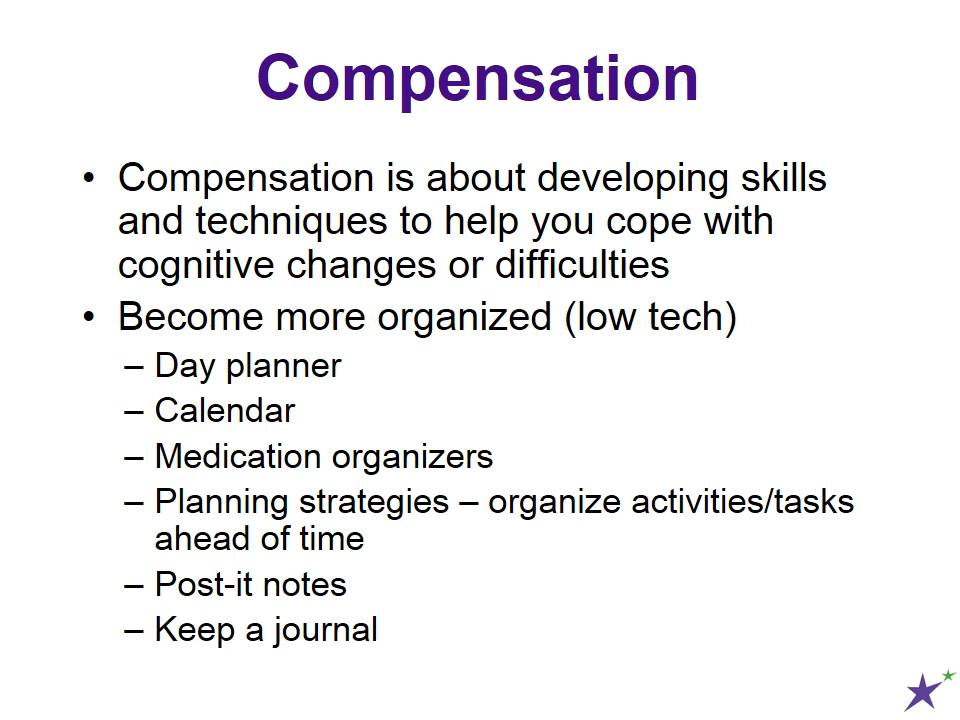 Compensation
• Compensation is about developing skills
and techniques to help you cope with
cognitive changes or difficulties
• Become more organized (low tech)
– Day planner
– Calendar
– Medication organizers
– Planning strategies – organize activities/tasks
ahead of time
– Post-it notes
– Keep a journal